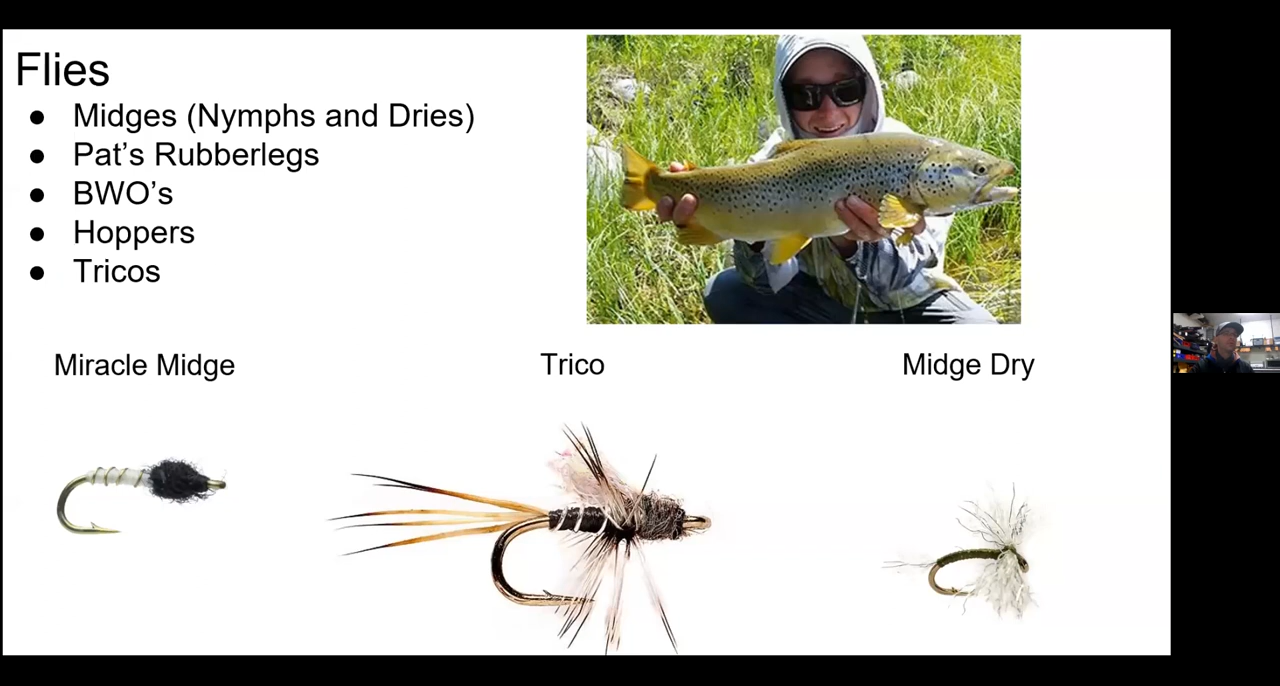 Flies
● Midges (Nymphs and Dries)
● Pat's Rubberlegs
● BWO's
● Hoppers
● Tricos
Miracle Midge
Trico
Midge Dry